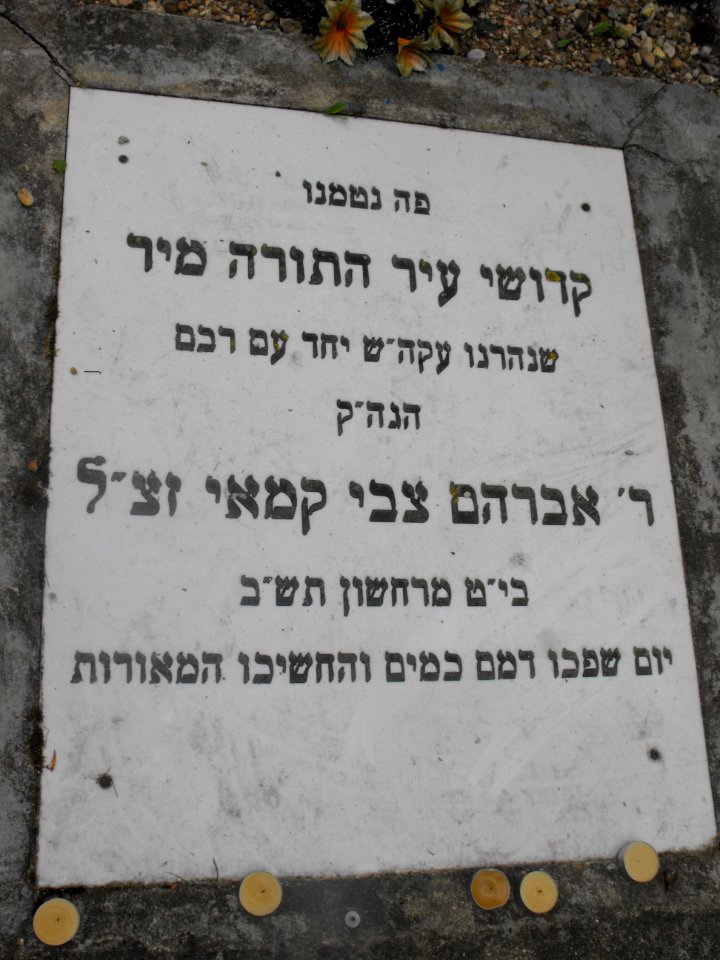 פה נטמנו
קדושי עיר התורה מיר
שנהרגו עקה״ש יחד עם רבם
הגה״ק
ר׳ אברהם צבי קמאי זצ״ל
בי״ט מרחשון תש״ב
יום שפכו דמם כמים והחשיכו המאורות